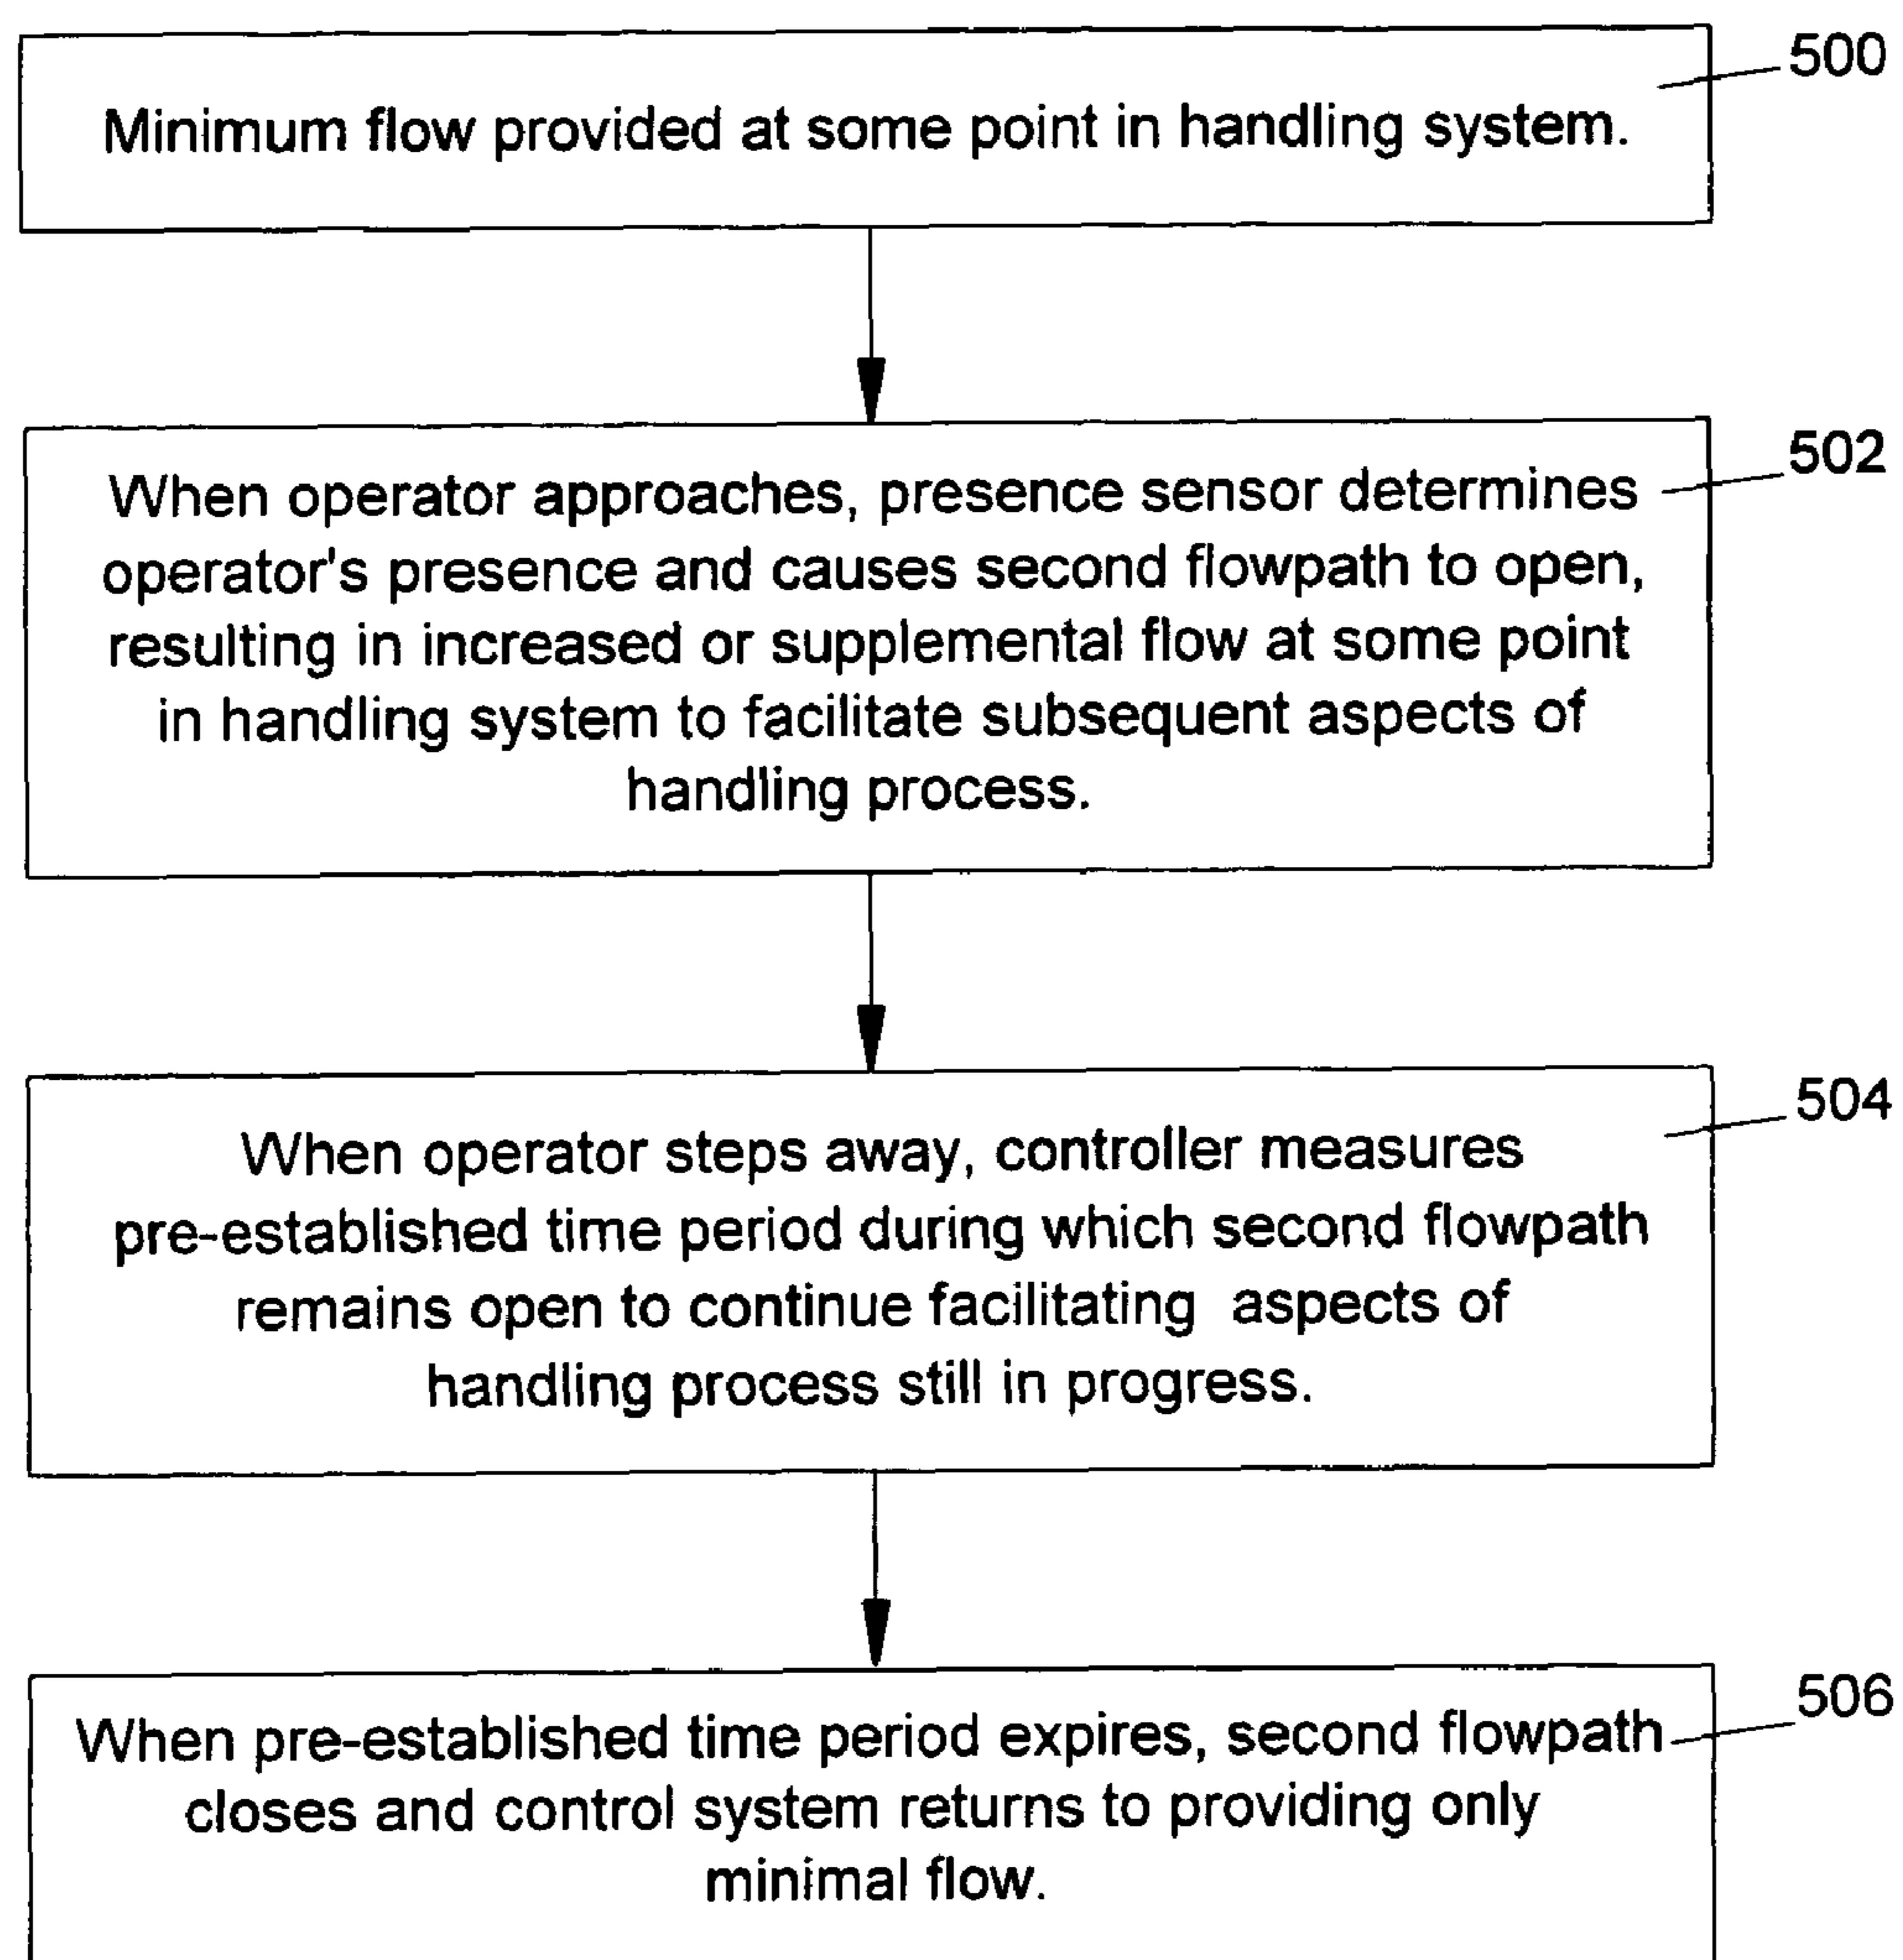 500
Minimum flow provided at some point in handling system.
502
When operator approaches, presence sensor determines
operator's presence and causes second flowpath to open,
resulting in increased or supplemental flow at some point
in handling system to facilitate subsequent aspects of
handling process.
504
When operator steps away, controller measures
pre-established time period during which second flowpath
remains open to continue facilitating aspects of
handling process still in progress.
506
When pre-established time period expires, second flowpath
closes and control system returns to providing only
minimal flow.